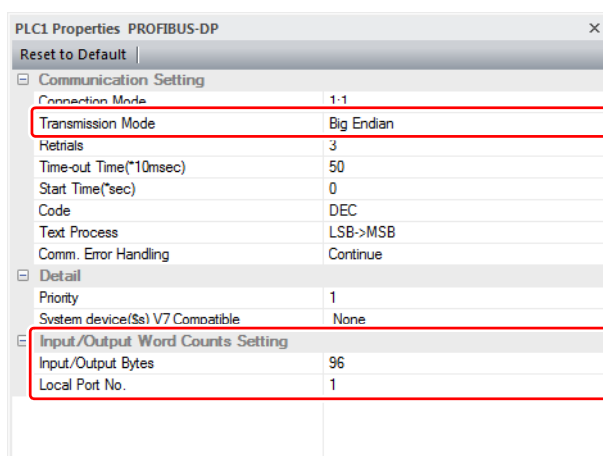 PLC1 Properties PROFIBUS-DP
Reset to Default
Communication Setting
Connection Mode 1:1
Transmission Mode Big Endian
Retrials 3
Time-out Time(*10msec) 50
Start Time(*sec) 0
Code DEC
Text Process LSB->MSB
Comm. Error Handling Continue
Detail
Priority 1
System device($s) V7 Compatible None
Input/Output Word Counts Setting
Input/Output Bytes 96
Local Port No. 1